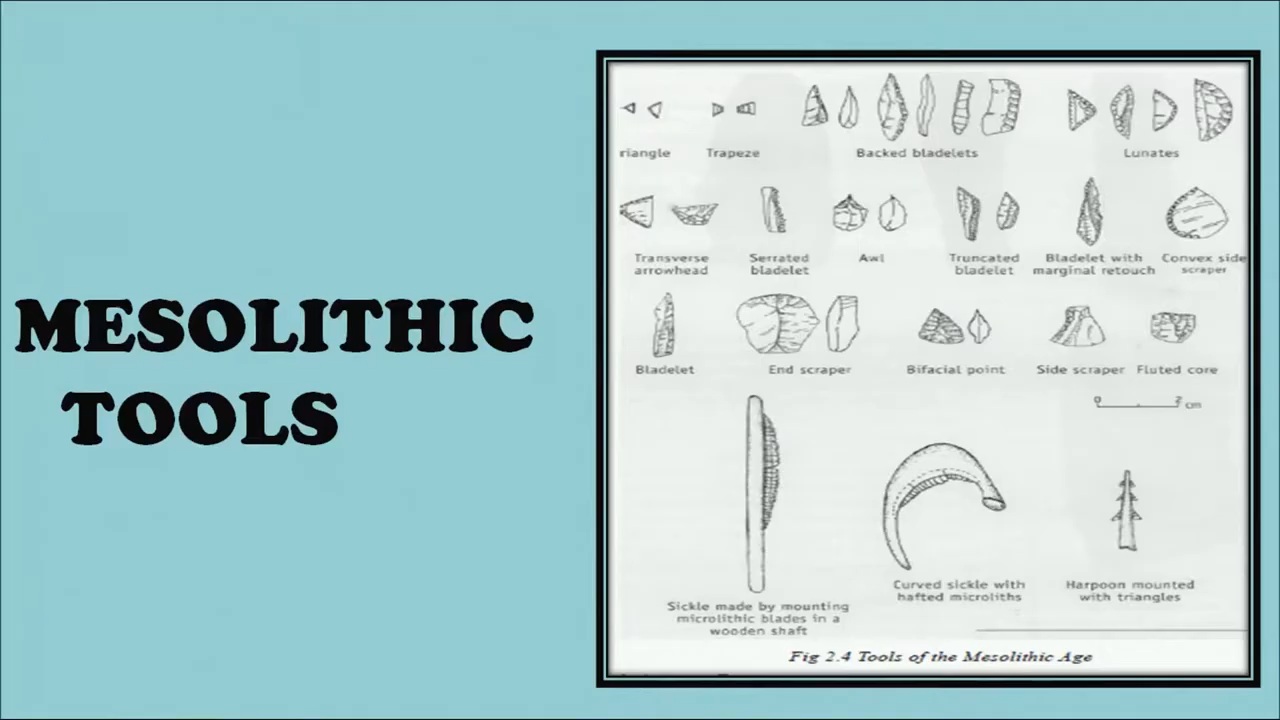 MESOLITHIC
TOOLS
riangle Trapeze Backed bladelets Lunates
Transverse arrowhead
Serrated bladelet
Awl
Truncated bladelet
Bladelet with marginal retouch
Convex side scraper
Bladelet End scraper Bifacial point Side scraper Fluted core
0 2 cm
Sickle made by mounting
microlithic blades in a
wooden shaft
Curved sickle with
hafted microliths
Harpoon mounted
with triangles
Fig 2.4 Tools of the Mesolithic Age